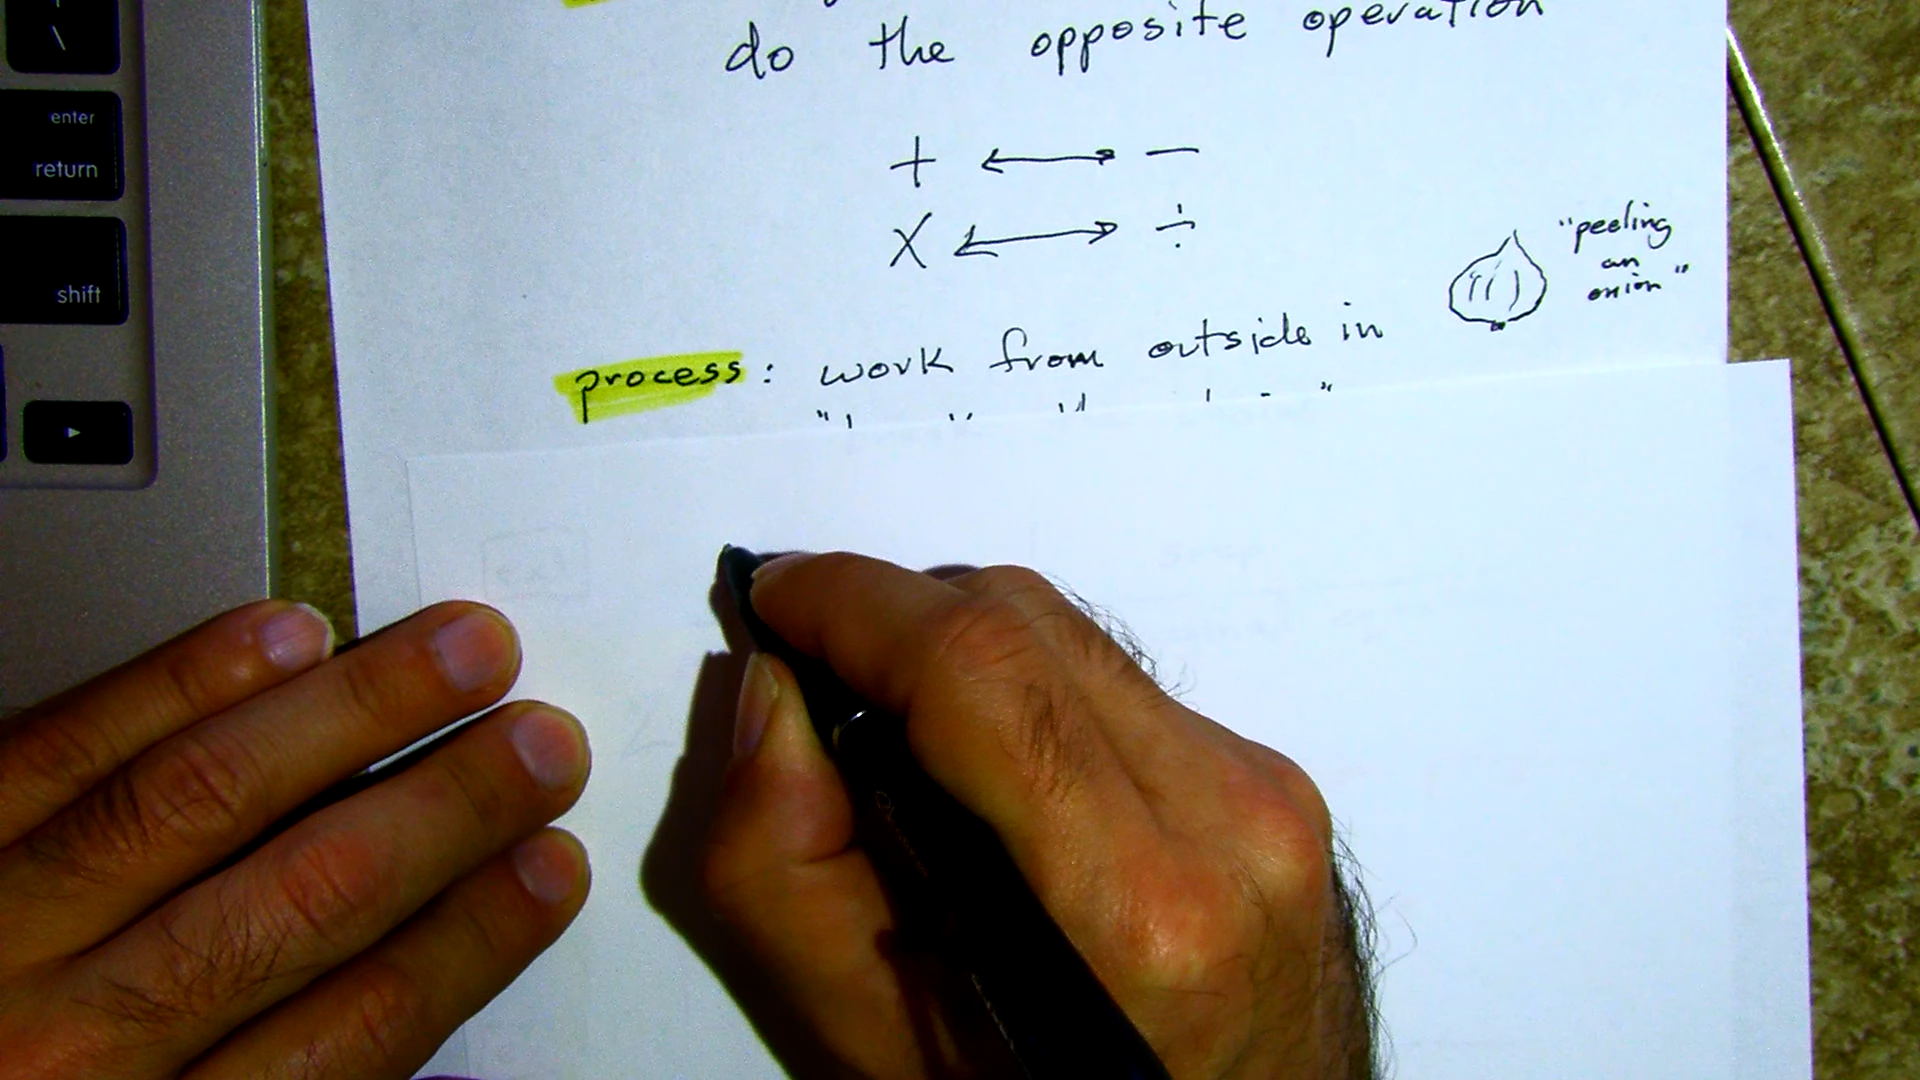 do the opposite operation
+ ↔ −
X ↔ ÷
"peeling
an
onion"
process: work from outside in
\
enter
return
shift